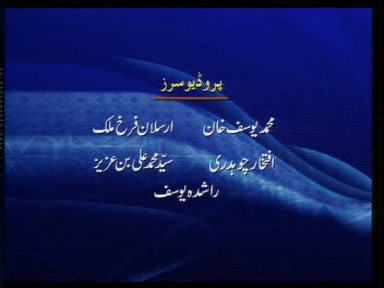 پروڈیوسرز
محمد یوسف خان ارسلان فرخ ملک
افتخار چوہدری سید محمد علی بن عزیز
راشدہ یوسف